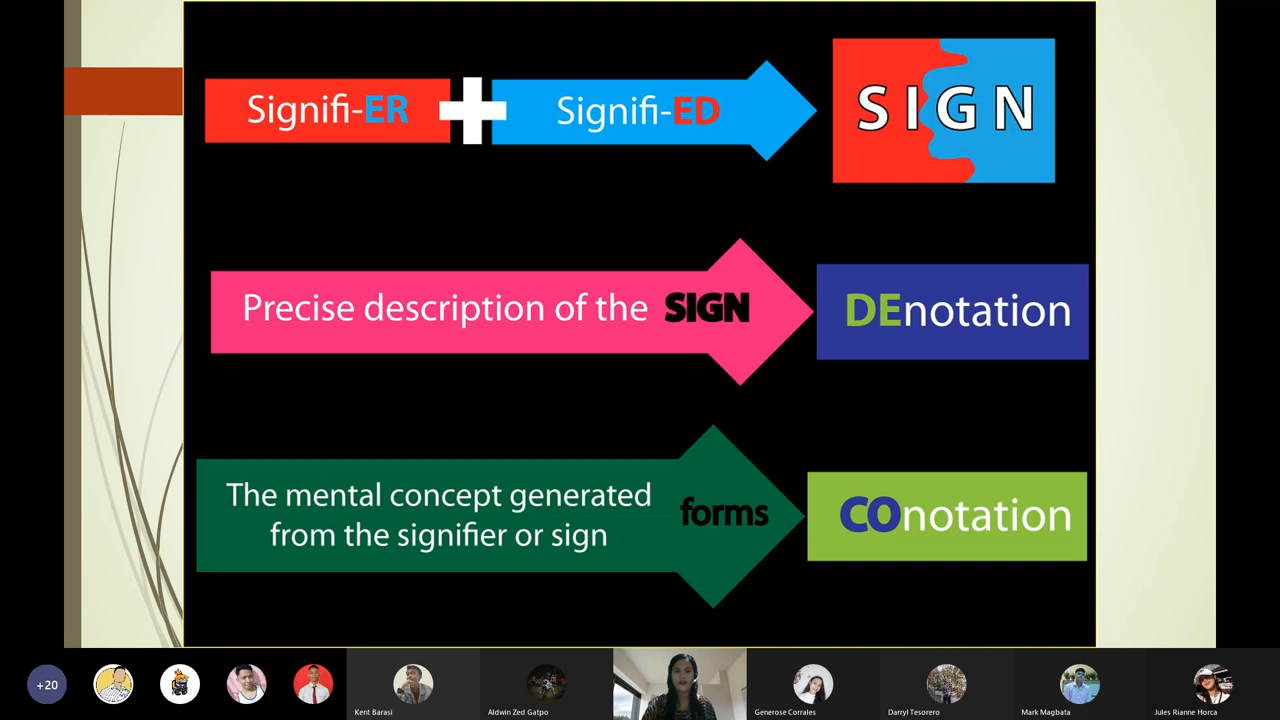 Signifi-ER + Signifi-ED
SIGN
Precise description of the SIGN
DEnotation
The mental concept generated
from the signifier or sign
forms
COnotation
+20
Kent Barasi
Aldwin Zed Gatpo
Generose Corrales
Darryl Tesorero
Mark Magbata
Jules Rianne Horca